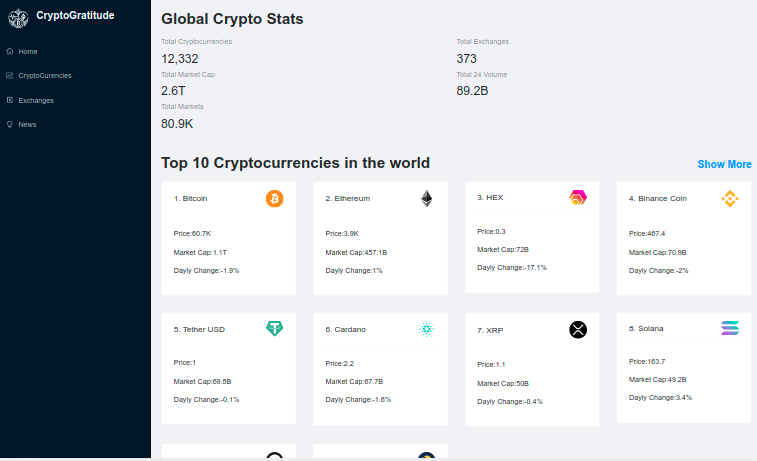 CryptoGratitude
Home
CryptoCurencies
Exchanges
News
Global Crypto Stats
Total Cryptocurrencies
12,332
Total Exchanges
373
Total Market Cap
2.6T
Total 24 Volume
89.2B
Total Markets
80.9K
Top 10 Cryptocurrencies in the world
Show More
1. Bitcoin
Price:60.7K
Market Cap:1.1T
Dayly Change:-1.9%
2. Ethereum
Price:3.9K
Market Cap:457.1B
Dayly Change:1%
3. HEX
Price:0.3
Market Cap:72B
Dayly Change:-17.1%
4. Binance Coin
Price:467.4
Market Cap:70.9B
Dayly Change:-2%
5. Tether USD
Price:1
Market Cap:69.8B
Dayly Change:-0.1%
6. Cardano
Price:2.2
Market Cap:67.7B
Dayly Change:-1.6%
7. XRP
Price:1.1
Market Cap:50B
Dayly Change:-0.4%
8. Solana
Price:163.7
Market Cap:49.2B
Dayly Change:3.4%